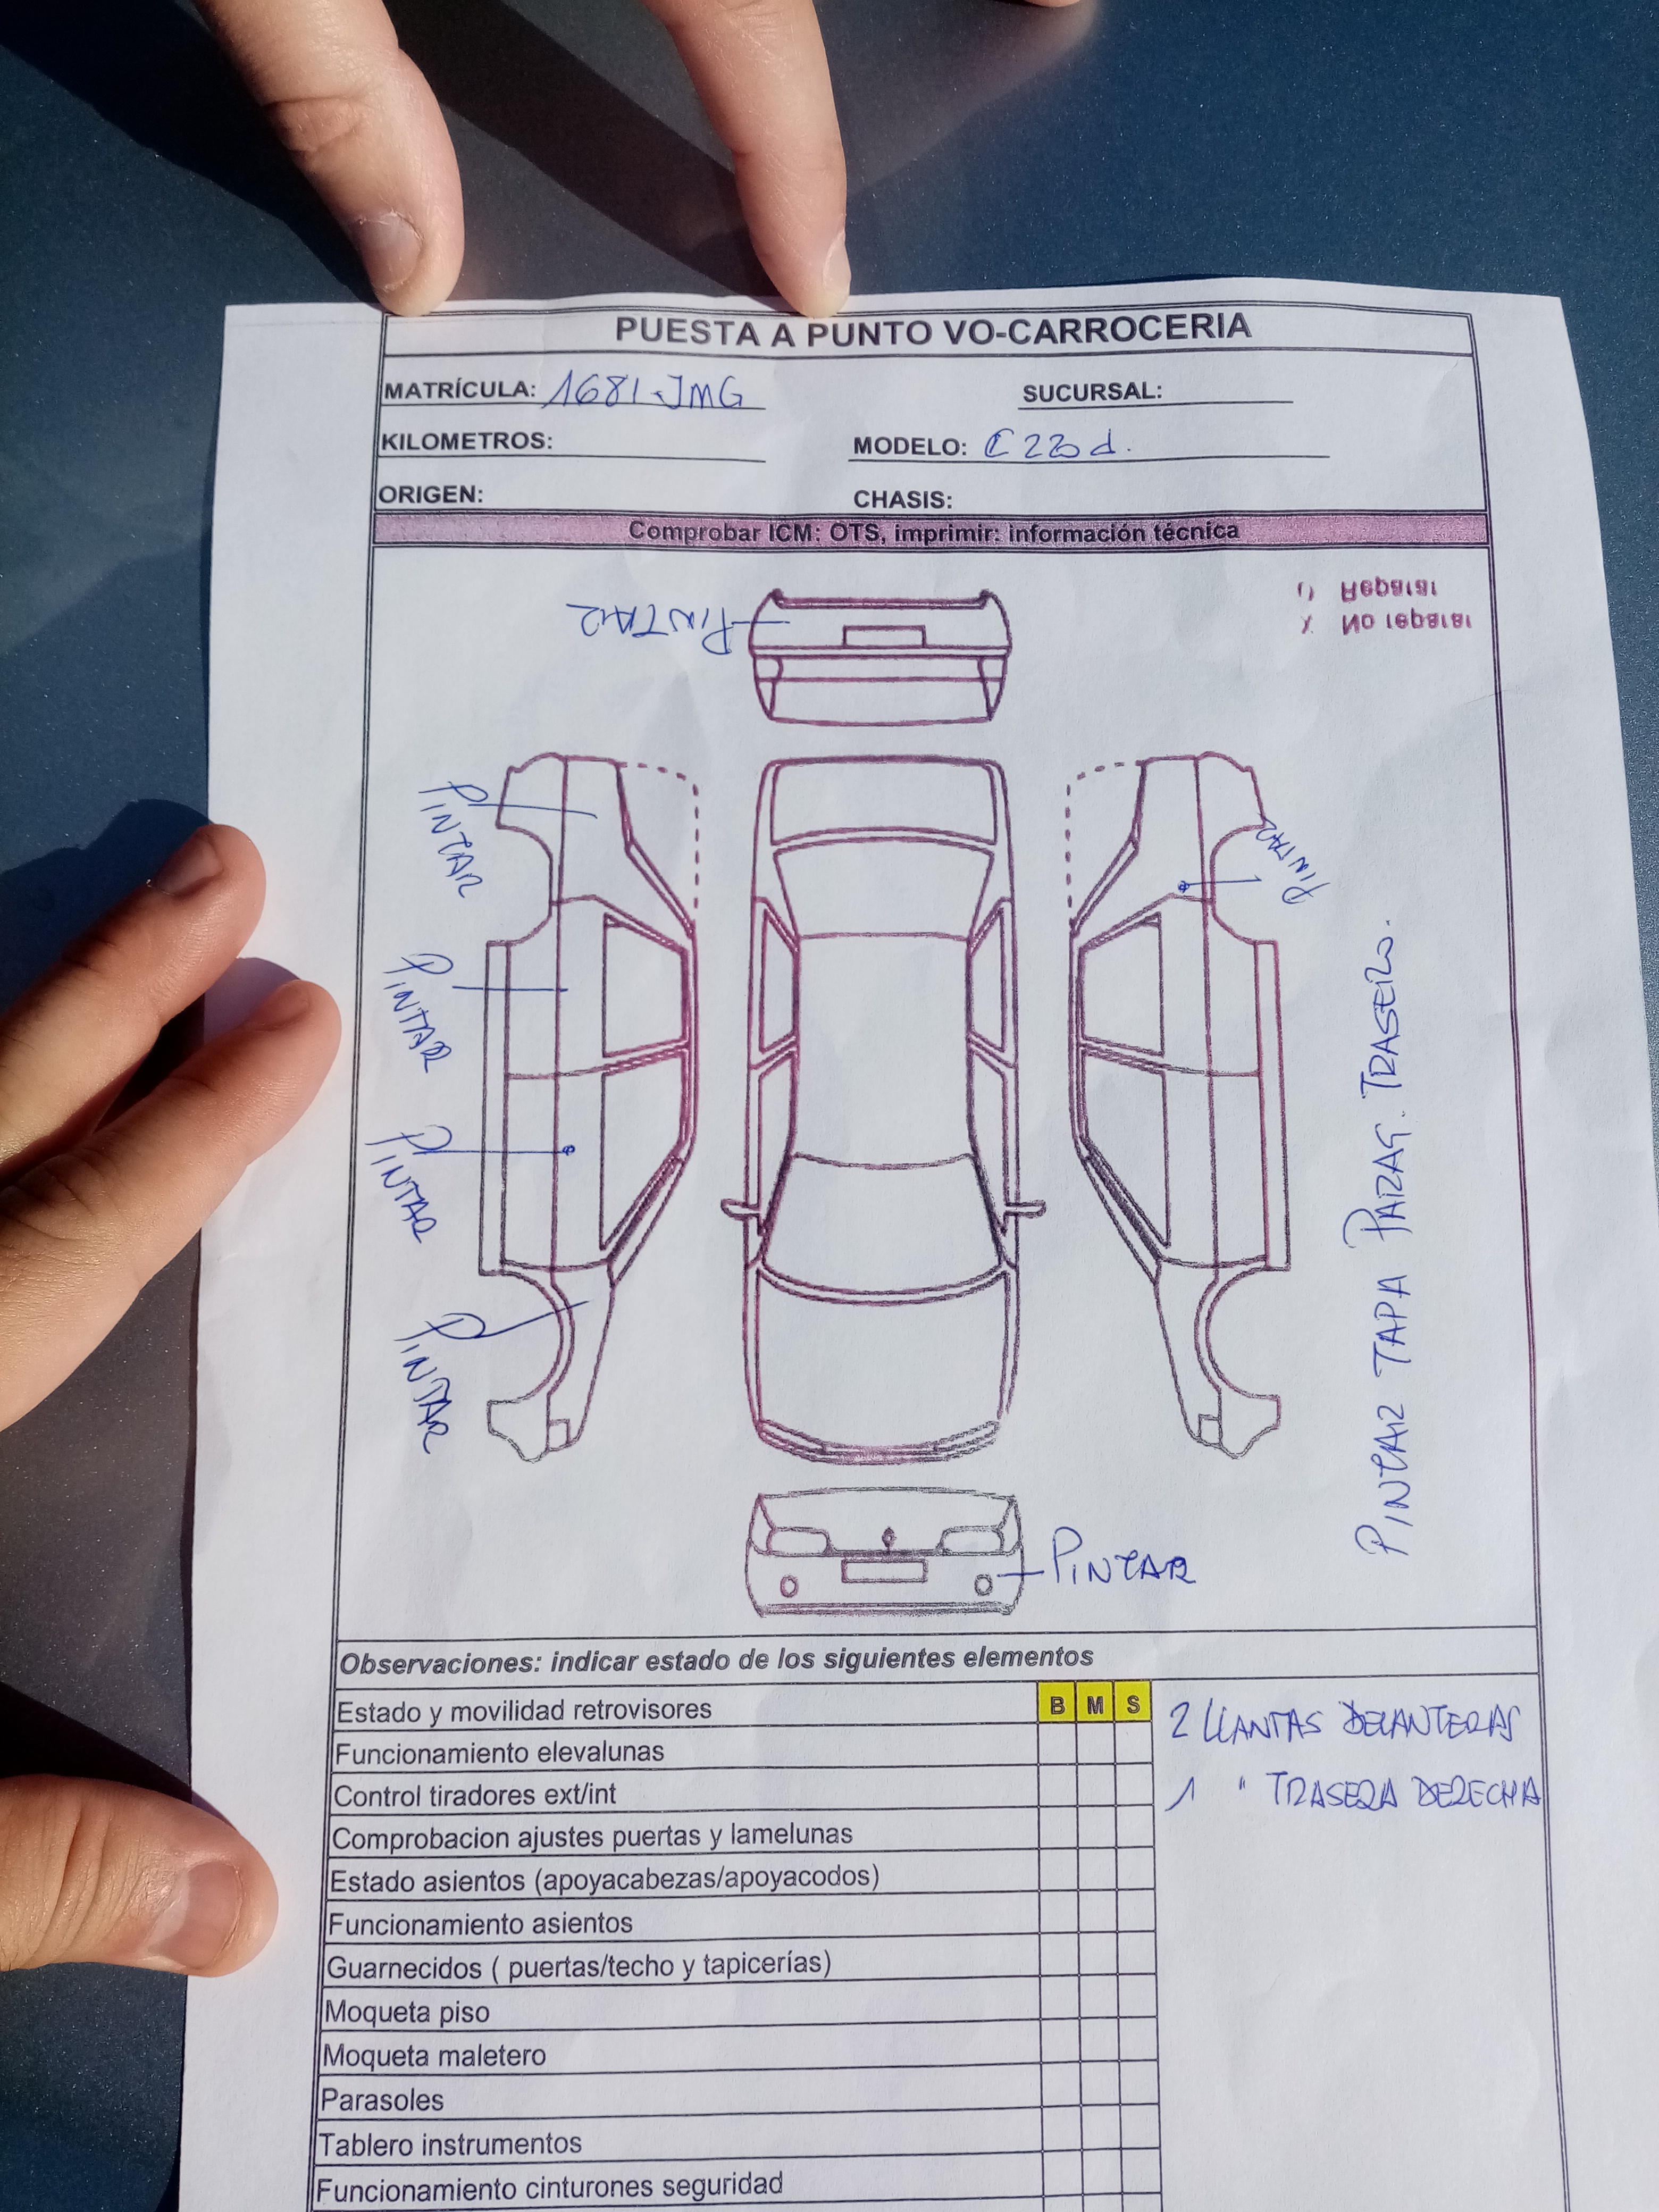 PUESTA A PUNTO VO-CARROCERIA
MATRÍCULA: 1681-JMG
SUCURSAL:
KILOMETROS:
MODELO: C 220 d.
ORIGEN:
CHASIS:
Comprobar ICM: OTS, imprimir: información técnica
() Reparar
X No reparar
PINTAR
PINTAR
PINTAR
PINTAR
PINTAR
PINTAR
PINTAR TAPA PARAG. TRASERO.
PINTAR
Observaciones: indicar estado de los siguientes elementos
Estado y movilidad retrovisores B M S
2 LLANTAS DELANTERAS
Funcionamiento elevalunas
Control tiradores ext/int
1 " TRASERA DERECHA
Comprobacion ajustes puertas y lamelunas
Estado asientos (apoyacabezas/apoyacodos)
Funcionamiento asientos
Guarnecidos ( puertas/techo y tapicerías)
Moqueta piso
Moqueta maletero
Parasoles
Tablero instrumentos
Funcionamiento cinturones seguridad